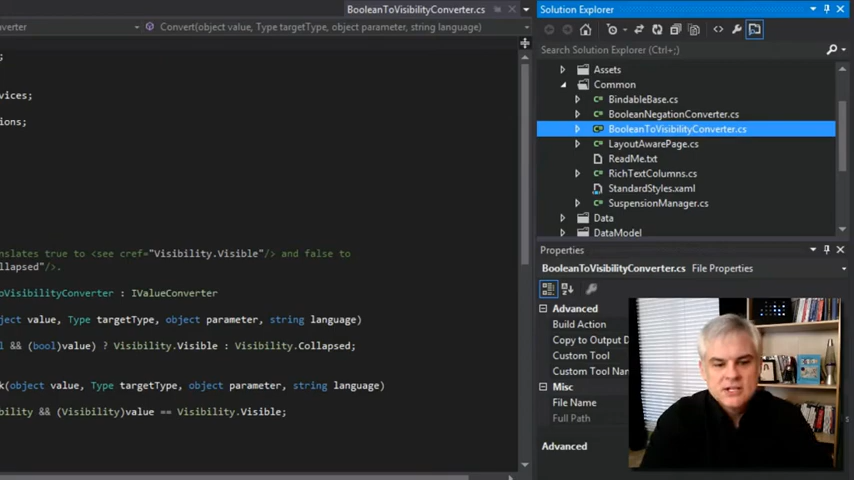 verter
BooleanToVisibilityConverter.cs
Convert(object value, Type targetType, object parameter, string language)
;
vices;
ions;
nslates true to <see cref="Visibility.Visible"/> and false to
ollapsed"/>.
oVisibilityConverter : IValueConverter
ject value, Type targetType, object parameter, string language)
l && (bool)value) ? Visibility.Visible : Visibility.Collapsed;
k(object value, Type targetType, object parameter, string language)
bility && (Visibility)value == Visibility.Visible;
Solution Explorer
Search Solution Explorer (Ctrl+;)
Assets
Common
BindableBase.cs
BooleanNegationConverter.cs
BooleanToVisibilityConverter.cs
LayoutAwarePage.cs
ReadMe.txt
RichTextColumns.cs
StandardStyles.xaml
SuspensionManager.cs
Data
DataModel
Properties
BooleanToVisibilityConverter.cs File Properties
Advanced
Build Action
Copy to Output D
Custom Tool
Custom Tool Nar
Misc
File Name
Full Path
Advanced